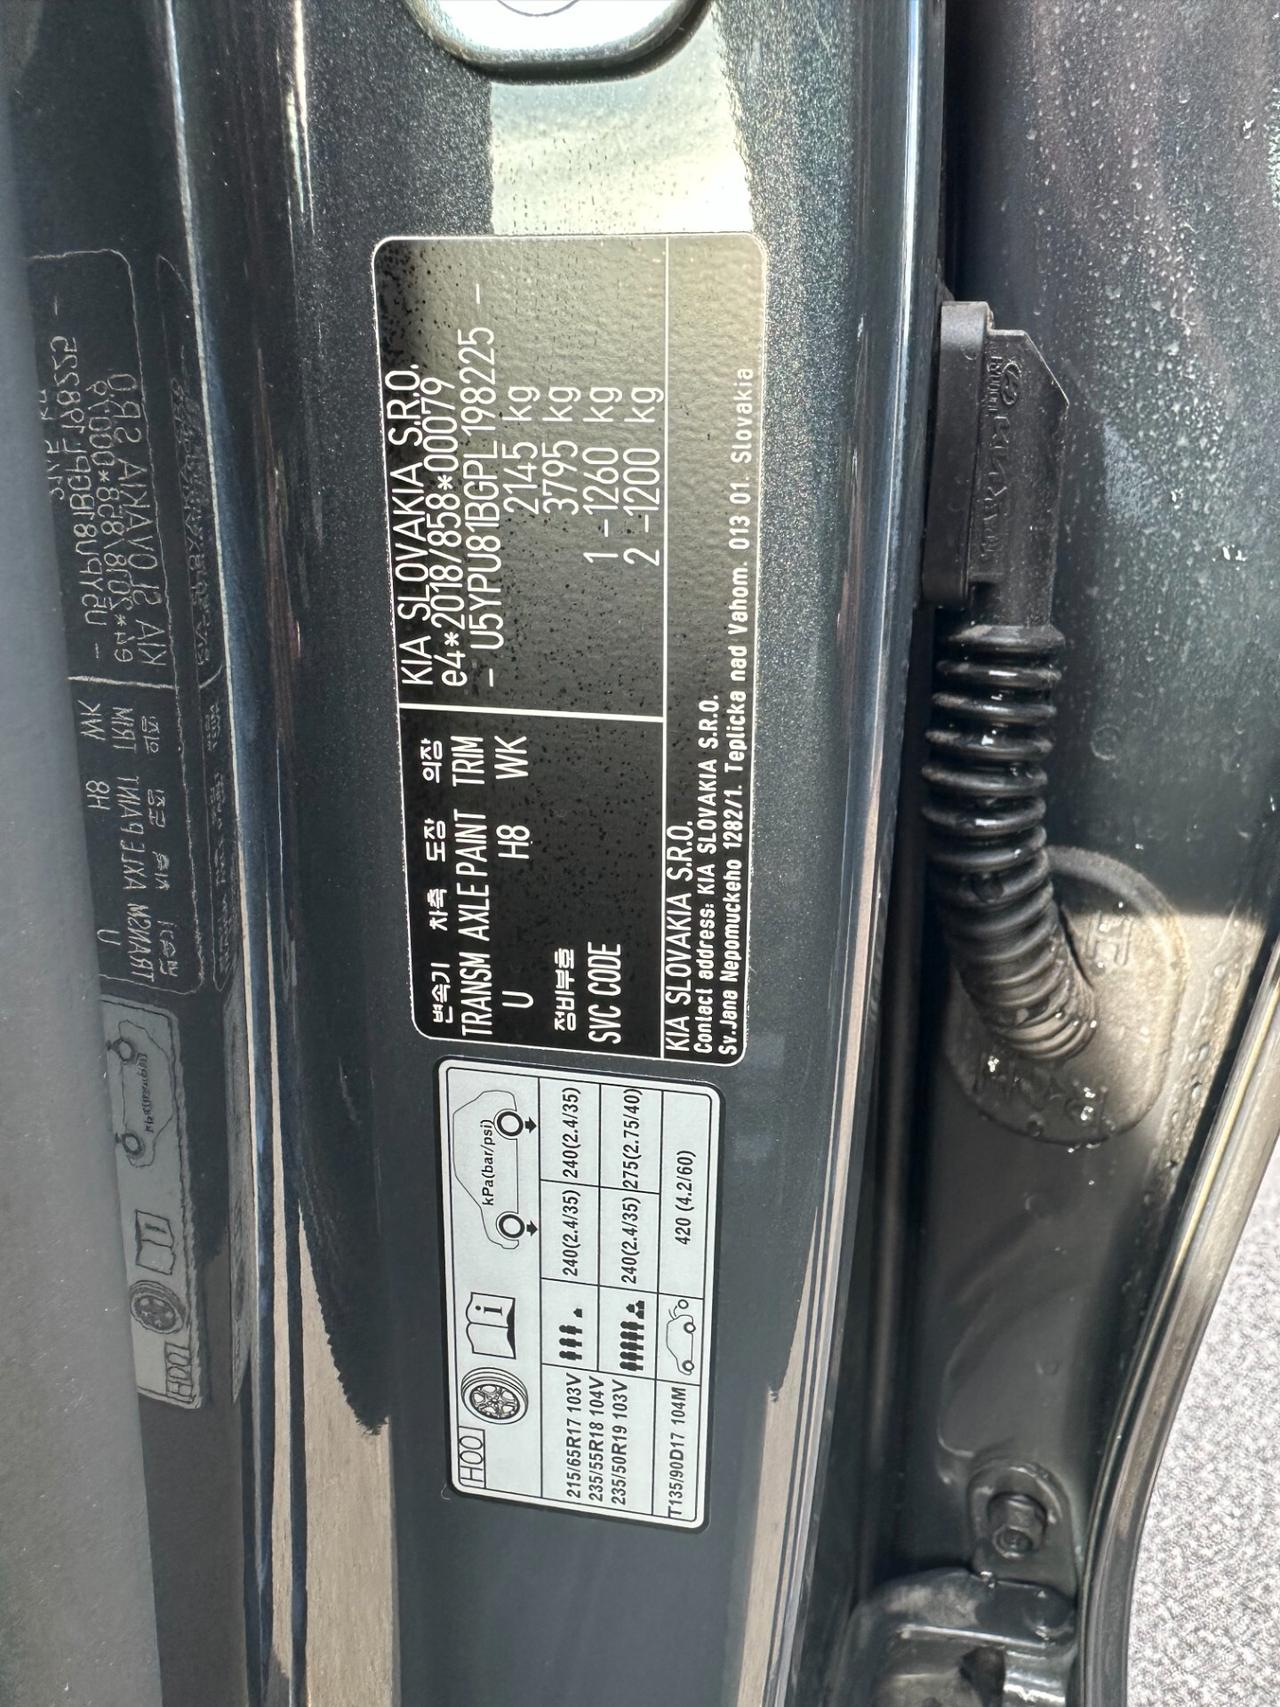 KIA SLOVAKIA S.R.O.
e4*2018/858*00079
- U5YPU81BGPL198225 -
2145 kg
3795 kg
1 -1260 kg
2 -1200 kg
변속기 차축 도장 의장
TRANSM AXLE PAINT TRIM
U H8 WK
정비부호
SVC CODE
KIA SLOVAKIA S.R.O.
Contact address: KIA SLOVAKIA S.R.O.
Sv.Jana Nepomuckeho 1282/1. Teplicka nad Vahom. 013 01. Slovakia
H00
i
kPa(bar/psi)
215/65R17 103V
235/55R18 104V
235/50R19 103V
240(2.4/35) 240(2.4/35)
240(2.4/35) 275(2.75/40)
T135/90D17 104M
420 (4.2/60)